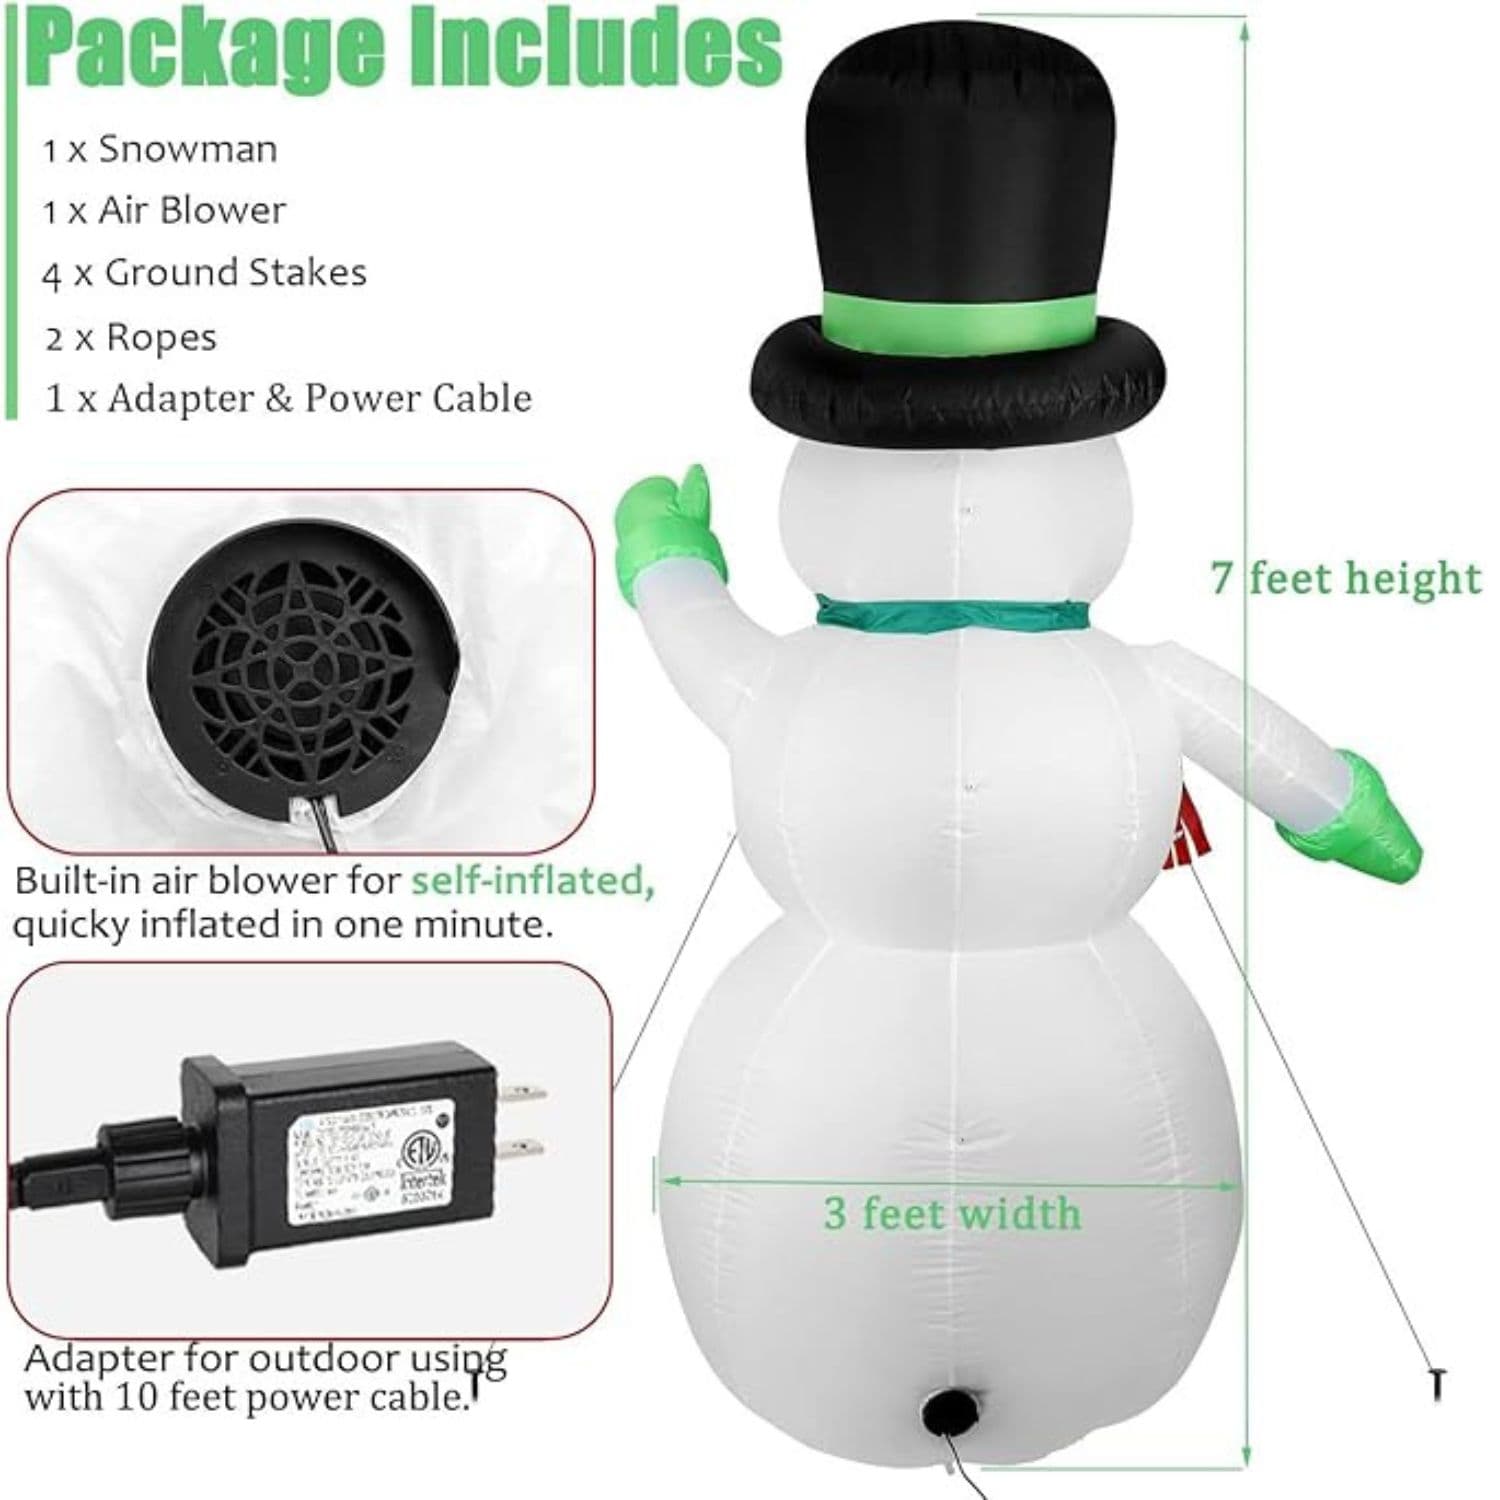 Package Includes
1 x Snowman
1 x Air Blower
4 x Ground Stakes
2 x Ropes
1 x Adapter & Power Cable
7 feet height
Built-in air blower for self-inflated,
quicky inflated in one minute.
ETL
Intertek
3 feet width
Adapter for outdoor using
with 10 feet power cable.